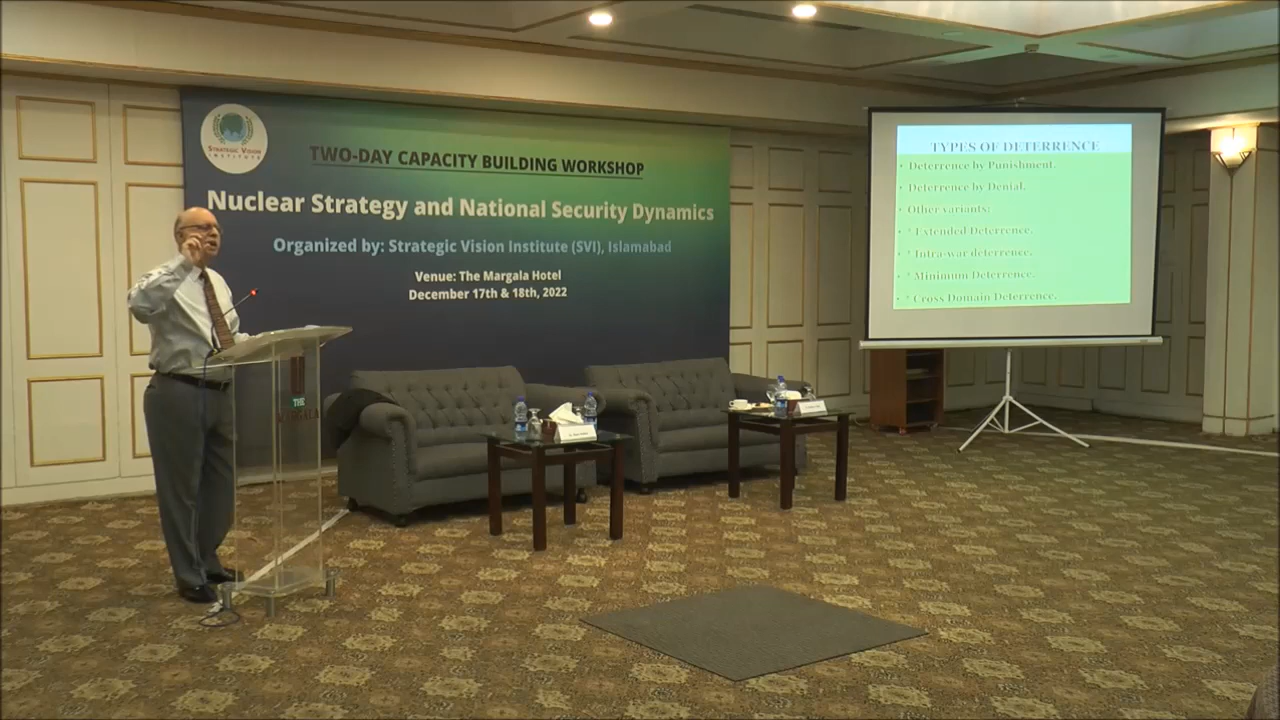 STRATEGIC VISION
INSTITUTE
TWO-DAY CAPACITY BUILDING WORKSHOP
Nuclear Strategy and National Security Dynamics
Organized by: Strategic Vision Institute (SVI), Islamabad
Venue: The Margala Hotel
December 17th & 18th, 2022
TYPES OF DETERRENCE
• Deterrence by Punishment.
• Deterrence by Denial.
• Other variants:
• * Extended Deterrence.
• * Intra-war deterrence.
• * Minimum Deterrence.
• * Cross Domain Deterrence.
THE
MARGALA